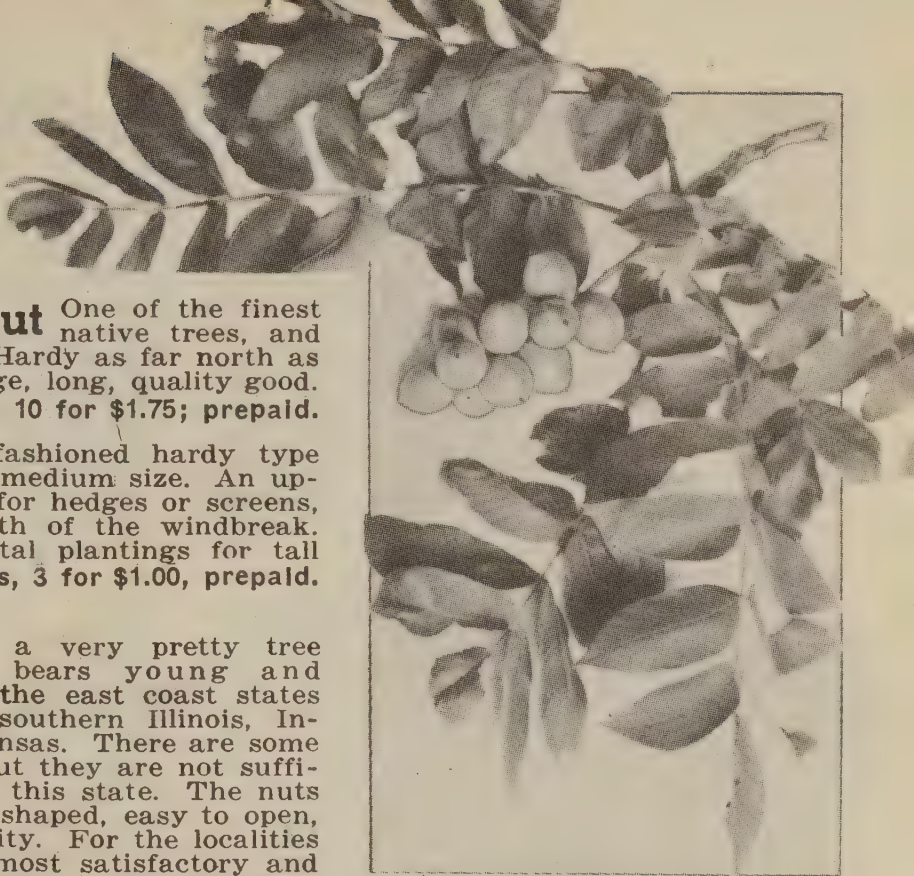 ut One of the finest
native trees, and
Hardy as far north as
ge, long, quality good.
10 for $1.75; prepaid.
fashioned hardy type
medium size. An up-
for hedges or screens,
th of the windbreak.
tal plantings for tall
s, 3 for $1.00, prepaid.
a very pretty tree
bears young and
the east coast states
southern Illinois, In-
nsas. There are some
ut they are not suffi-
this state. The nuts
shaped, easy to open,
ity. For the localities
most satisfactory and